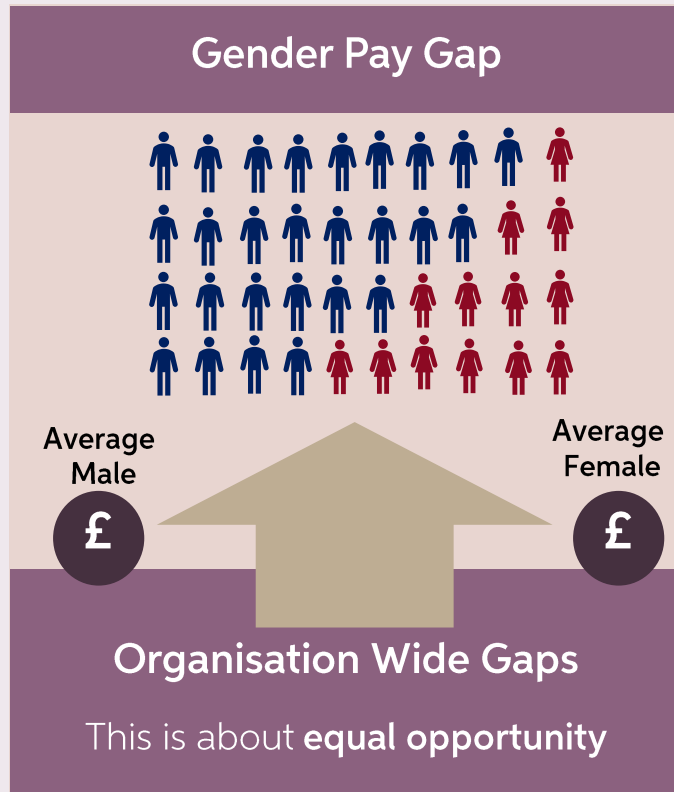 Gender Pay Gap
Average
Male
£
Average
Female
£
Organisation Wide Gaps
This is about equal opportunity